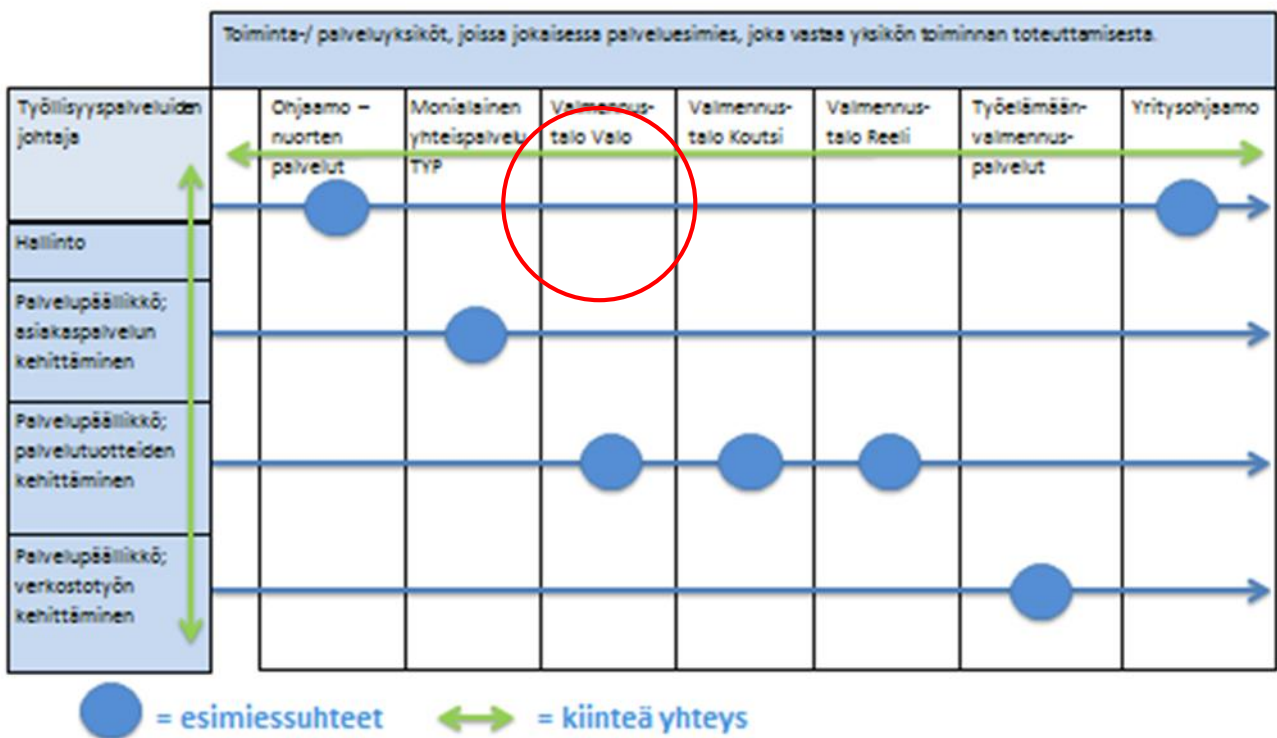 Toiminta-/ palveluyksiköt, joissa jokaisessa palveluesimies, joka vastaa yksikön toiminnan toteuttamisesta.
Työllisyyspalveluiden
johtaja
Ohjaamo –
nuorten
palvelut
Monialainen
yhteispalvelu
TYP
Valmennus-
talo Valo
Valmennus-
talo Koutsi
Valmennus-
talo Reeli
Työelämään-
valmennus-
palvelut
Yritysohjaamo
Hallinto
Palvelupäällikkö;
asiakaspalvelun
kehittäminen
Palvelupäällikkö;
palvelutuotteiden
kehittäminen
Palvelupäällikkö;
verkostotyön
kehittäminen
= esimiessuhteet
= kiinteä yhteys